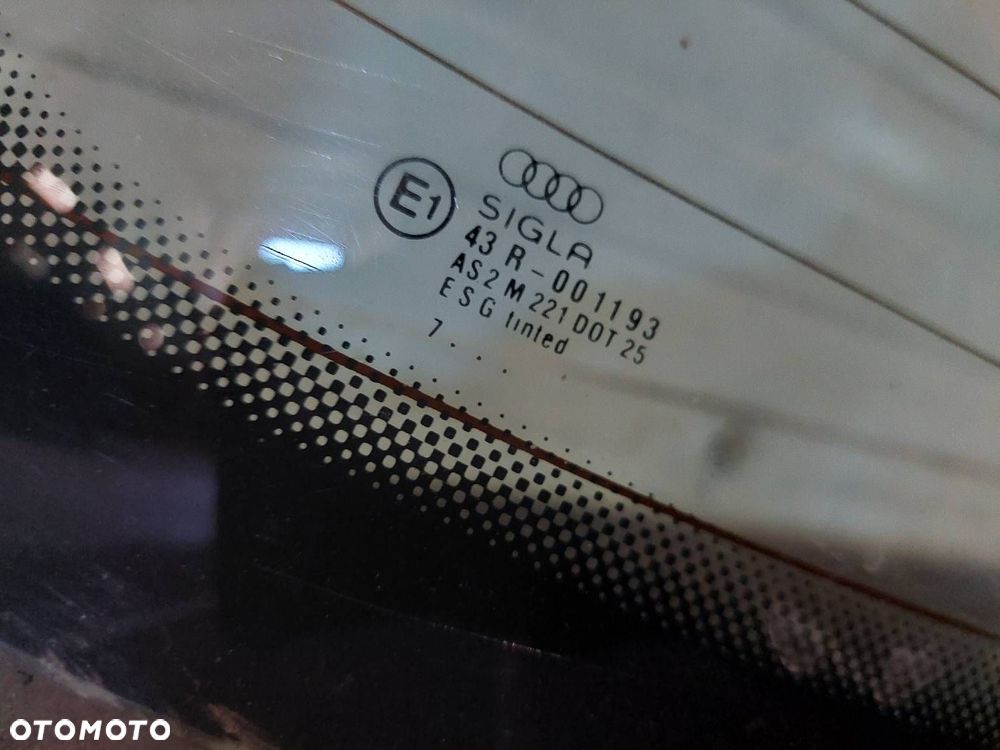 E1
SIGLA
43 R - 001193
AS2 M 221 DOT 25
ESG tinted
7 . .
OTOMOTO